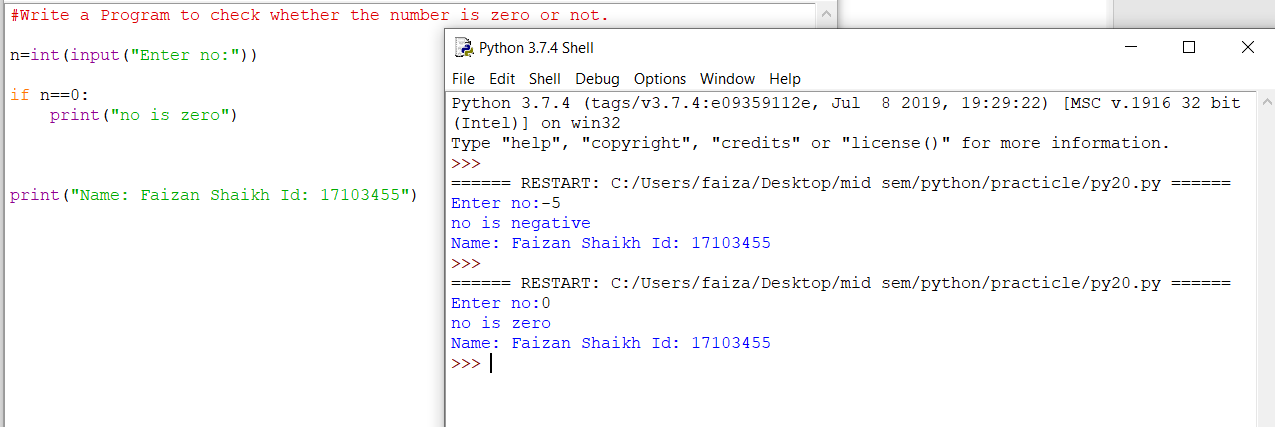 #Write a Program to check whether the number is zero or not.
n=int(input("Enter no:"))
if n==0:
    print("no is zero")
print("Name: Faizan Shaikh Id: 17103455")
Python 3.7.4 Shell
File Edit Shell Debug Options Window Help
Python 3.7.4 (tags/v3.7.4:e09359112e, Jul  8 2019, 19:29:22) [MSC v.1916 32 bit
(Intel)] on win32
Type "help", "copyright", "credits" or "license()" for more information.
>>>
====== RESTART: C:/Users/faiza/Desktop/mid sem/python/practicle/py20.py ======
Enter no:-5
no is negative
Name: Faizan Shaikh Id: 17103455
>>>
====== RESTART: C:/Users/faiza/Desktop/mid sem/python/practicle/py20.py ======
Enter no:0
no is zero
Name: Faizan Shaikh Id: 17103455
>>>